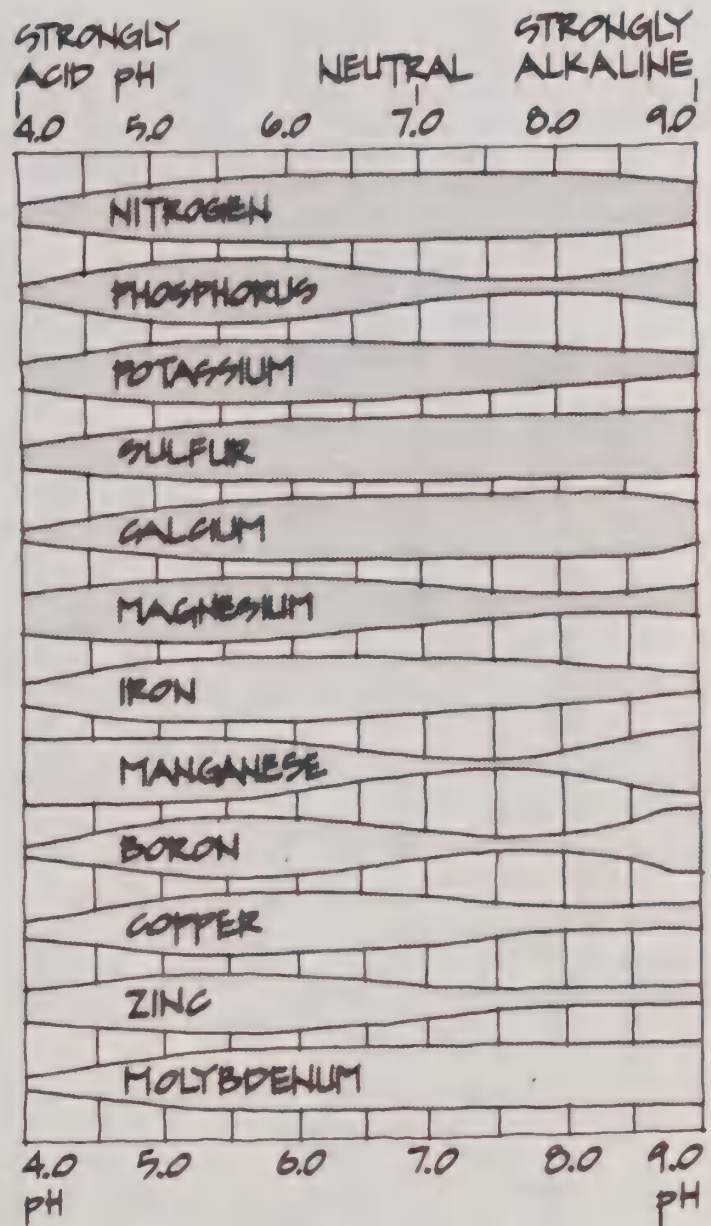 STRONGLY ACID pH
NEUTRAL
STRONGLY ALKALINE
4.0 5.0 6.0 7.0 8.0 9.0
NITROGEN
PHOSPHORUS
POTASSIUM
SULFUR
CALCIUM
MAGNESIUM
IRON
MANGANESE
BORON
COPPER
ZINC
MOLYBDENUM
4.0 5.0 6.0 7.0 8.0 9.0
pH pH